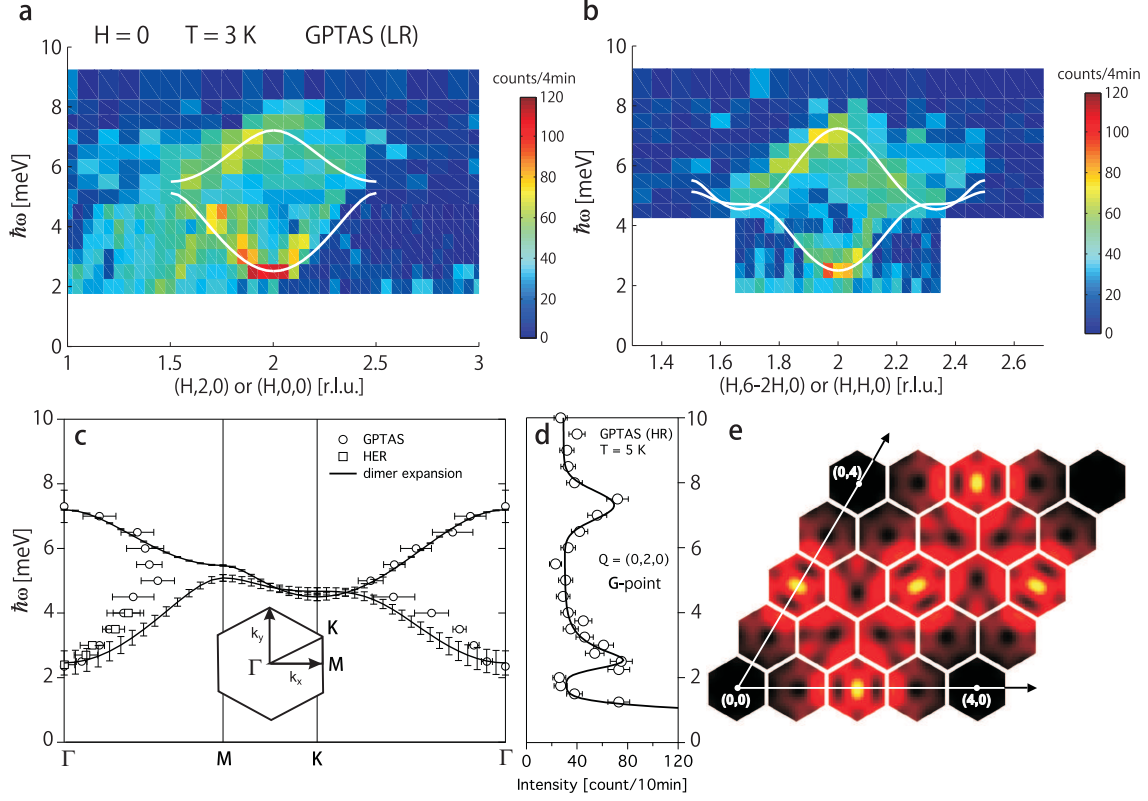 a
H = 0 T = 3 K GPTAS (LR)
10
8
6
4
2
0
ħω [meV]
1 1.5 2 2.5 3
(H,2,0) or (H,0,0) [r.l.u.]
counts/4min
120
100
80
60
40
20
0
b
10
8
6
4
2
0
ħω [meV]
1.4 1.6 1.8 2 2.2 2.4 2.6
(H,6-2H,0) or (H,H,0) [r.l.u.]
counts/4min
120
100
80
60
40
20
0
c
GPTAS
HER
dimer expansion
10
8
6
4
2
0
ħω [meV]
k_y
k_x
Γ
K
M
Γ M K Γ
d
GPTAS (HR)
T = 5 K
Q = (0,2,0)
G-point
10
9
8
6
5
4
2
1
0
0 40 80 120
Intensity [count/10min]
e
(0,4)
(0,0)
(4,0)